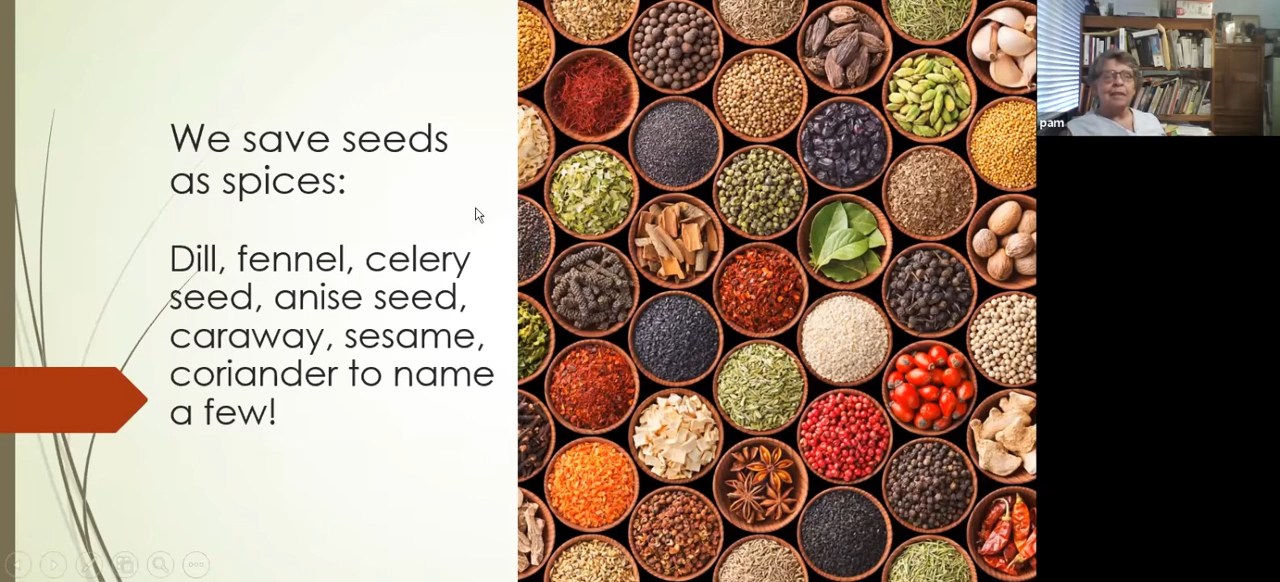 We save seeds
as spices:
Dill, fennel, celery
seed, anise seed,
caraway, sesame,
coriander to name
a few!
pam